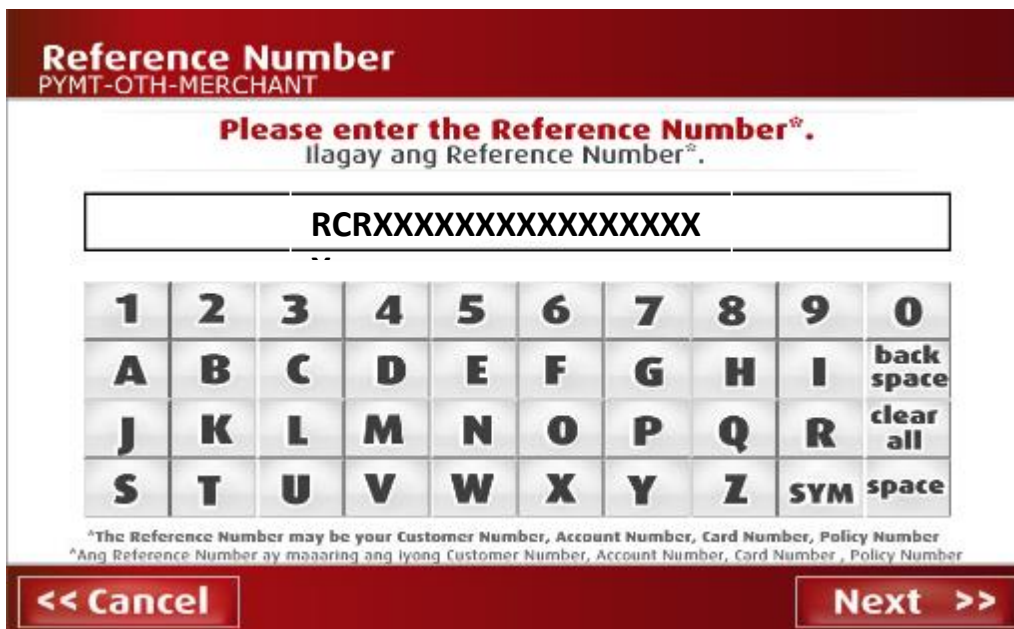 Reference Number
PYMT-OTH-MERCHANT
Please enter the Reference Number*.
Ilagay ang Reference Number*.
RCRXXXXXXXXXXXXXXXXX
1 2 3 4 5 6 7 8 9 0
A B C D E F G H I back space
J K L M N O P Q R clear all
S T U V W X Y Z SYM space
*The Reference Number may be your Customer Number, Account Number, Card Number, Policy Number
*Ang Reference Number ay maaaring ang iyong Customer Number, Account Number, Card Number , Policy Number
<< Cancel
Next >>